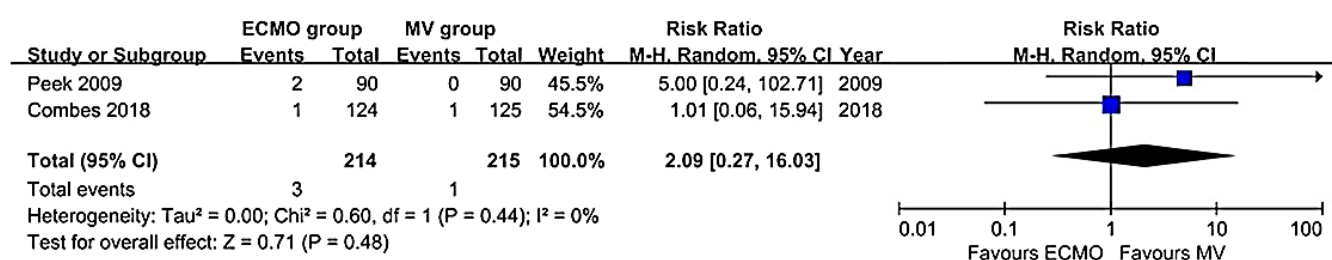 ECMO group MV group Risk Ratio Risk Ratio
Study or Subgroup Events Total Events Total Weight M-H, Random, 95% CI Year M-H, Random, 95% CI
Peek 2009 2 90 0 90 45.5% 5.00 [0.24, 102.71] 2009
Combes 2018 1 124 1 125 54.5% 1.01 [0.06, 15.94] 2018
Total (95% CI) 214 215 100.0% 2.09 [0.27, 16.03]
Total events 3 1
Heterogeneity: Tau² = 0.00; Chi² = 0.60, df = 1 (P = 0.44); I² = 0%
Test for overall effect: Z = 0.71 (P = 0.48)
0.01 0.1 1 10 100
Favours ECMO Favours MV